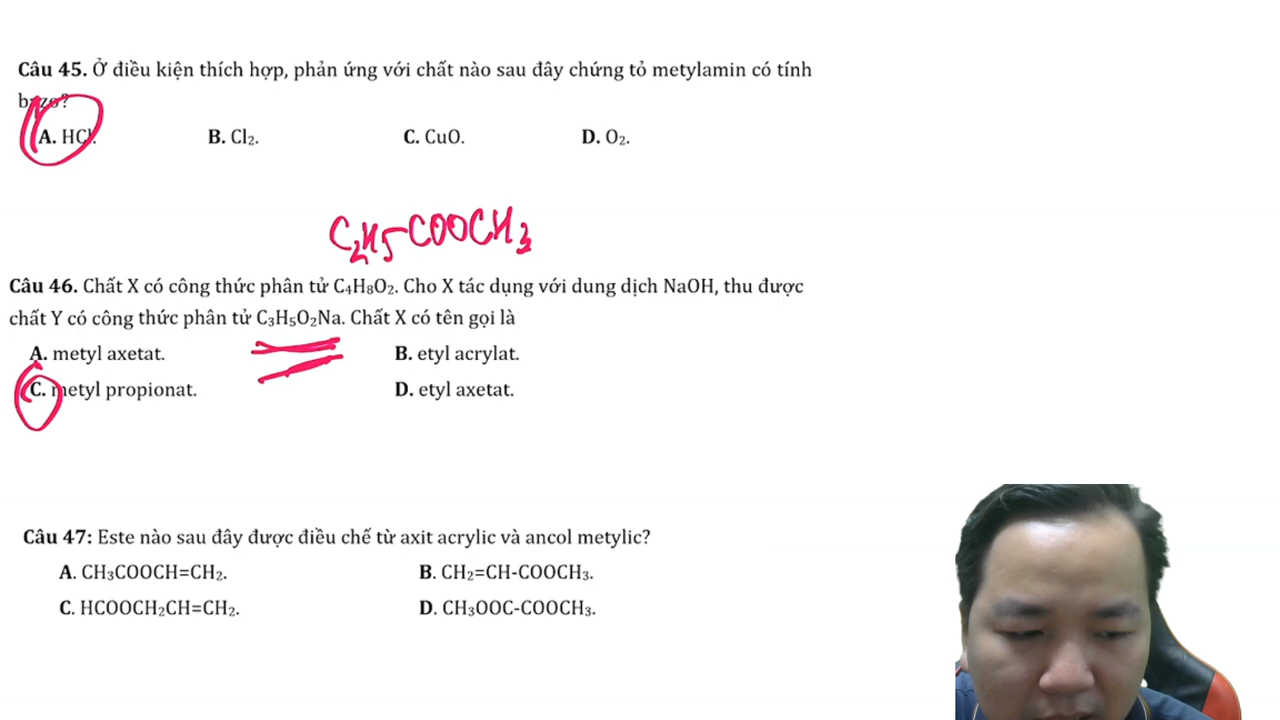 Câu 45. Ở điều kiện thích hợp, phản ứng với chất nào sau đây chứng tỏ metylamin có tính
bazơ?
A. HCl. B. Cl₂. C. CuO. D. O₂.
C₂H₅-COOCH₃
Câu 46. Chất X có công thức phân tử C₄H₈O₂. Cho X tác dụng với dung dịch NaOH, thu được
chất Y có công thức phân tử C₃H₅O₂Na. Chất X có tên gọi là
A. metyl axetat. B. etyl acrylat.
C. metyl propionat. D. etyl axetat.
Câu 47: Este nào sau đây được điều chế từ axit acrylic và ancol metylic?
A. CH₃COOCH=CH₂. B. CH₂=CH-COOCH₃.
C. HCOOCH₂CH=CH₂. D. CH₃OOC-COOCH₃.